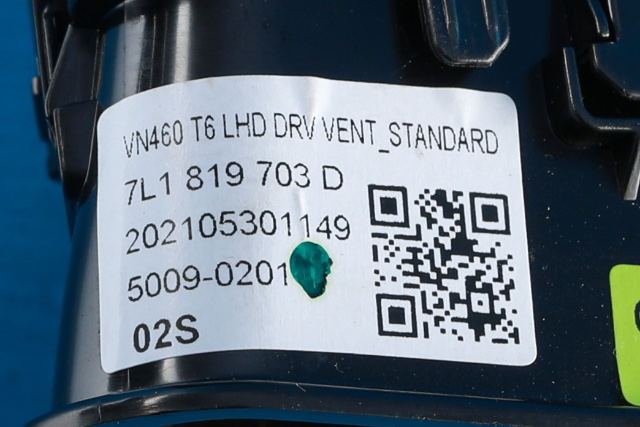 VN460 T6 LHD DRV VENT_STANDARD
7L1 819 703 D
202105301149
5009-0201
02S